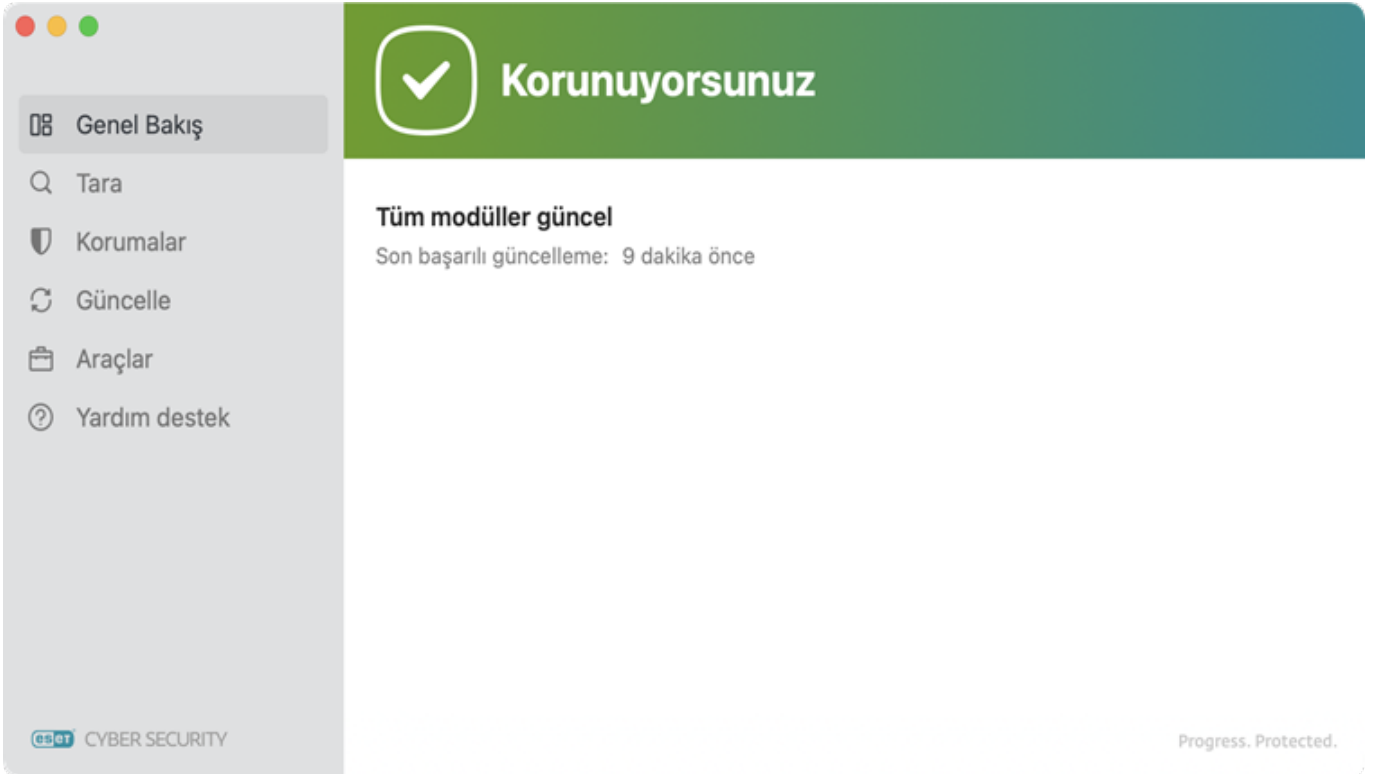 Korunuyorsunuz
Genel Bakış
Tara
Korumalar
Güncelle
Araçlar
Yardım destek
Tüm modüller güncel
Son başarılı güncelleme: 9 dakika önce
eseT CYBER SECURITY
Progress. Protected.